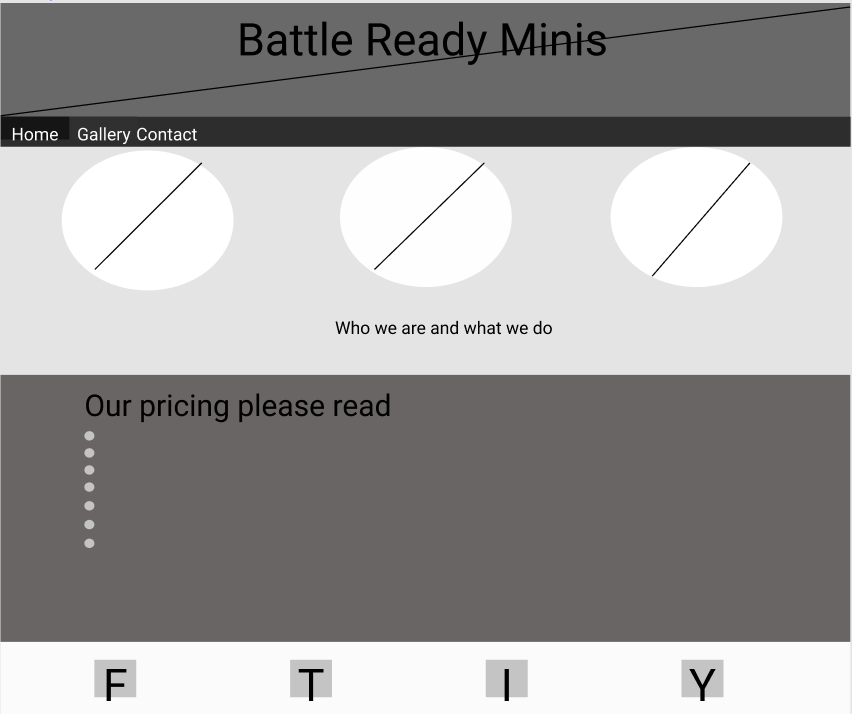 Battle Ready Minis
Home Gallery Contact
Who we are and what we do
Our pricing please read
F T I Y